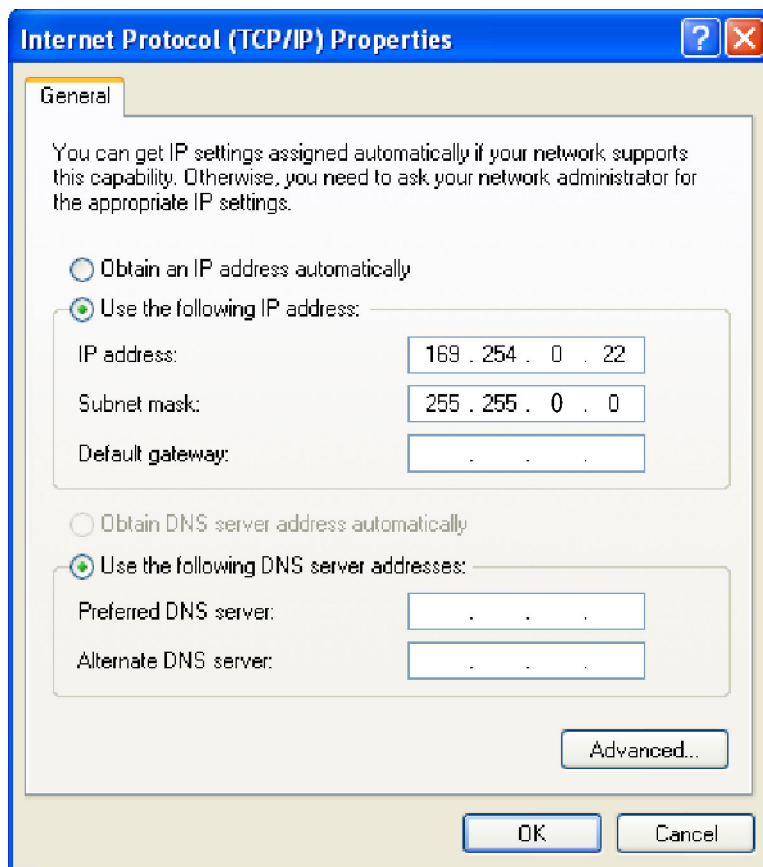 Internet Protocol (TCP/IP) Properties
General
You can get IP settings assigned automatically if your network supports
this capability. Otherwise, you need to ask your network administrator for
the appropriate IP settings.
Obtain an IP address automatically
Use the following IP address:
IP address: 169 . 254 . 0 . 22
Subnet mask: 255 . 255 . 0 . 0
Default gateway: . . .
Obtain DNS server address automatically
Use the following DNS server addresses:
Preferred DNS server: . . .
Alternate DNS server: . . .
Advanced...
OK Cancel